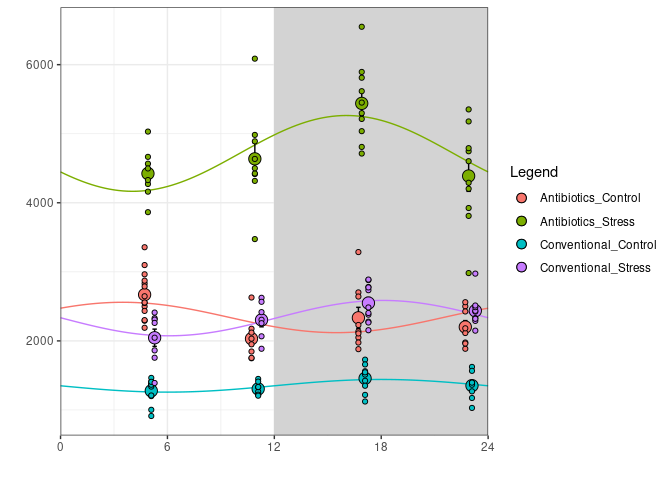 6000
4000
2000
0 6 12 18 24
Legend
Antibiotics_Control
Antibiotics_Stress
Conventional_Control
Conventional_Stress